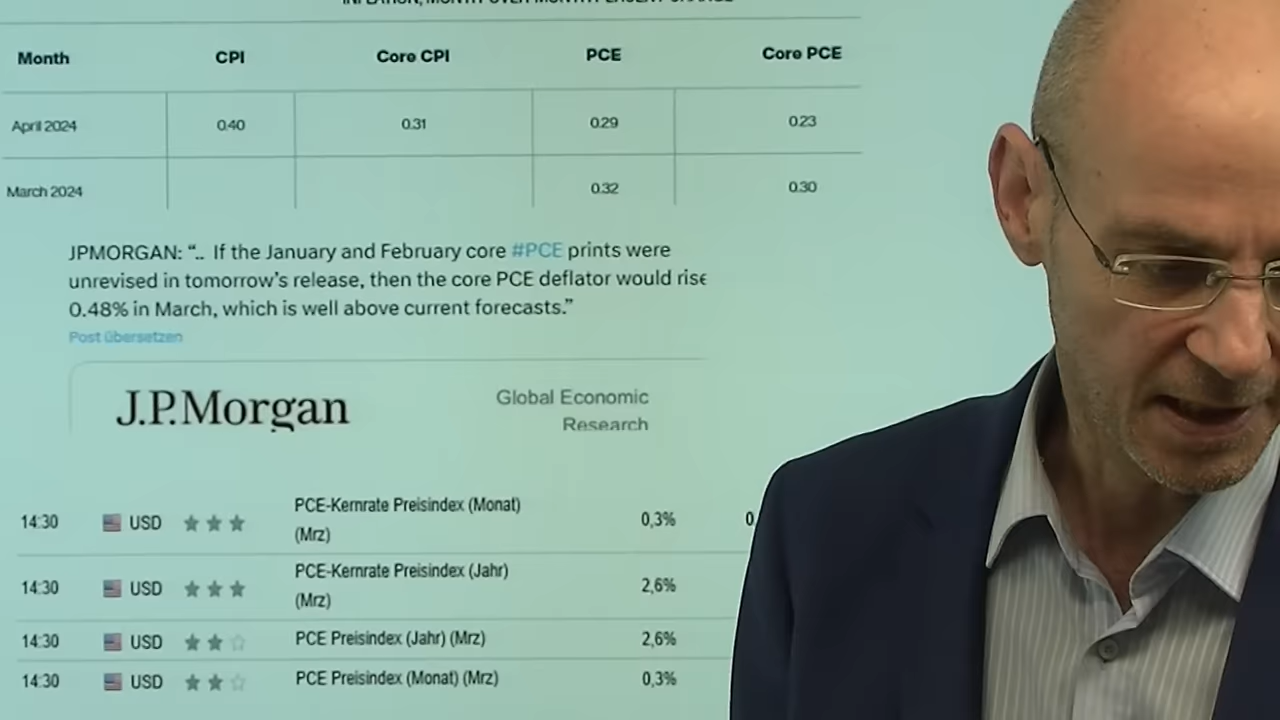 Month CPI Core CPI PCE Core PCE
April 2024 0.40 0.31 0.29 0.23
March 2024 0.32 0.30
JPMORGAN: “.. If the January and February core #PCE prints were
unrevised in tomorrow’s release, then the core PCE deflator would rise
0.48% in March, which is well above current forecasts.”
Post übersetzen
J.P.Morgan Global Economic
Research
14:30 USD PCE-Kernrate Preisindex (Monat)
(Mrz) 0,3% 0
14:30 USD PCE-Kernrate Preisindex (Jahr)
(Mrz) 2,6%
14:30 USD PCE Preisindex (Jahr) (Mrz) 2,6%
14:30 USD PCE Preisindex (Monat) (Mrz) 0,3%